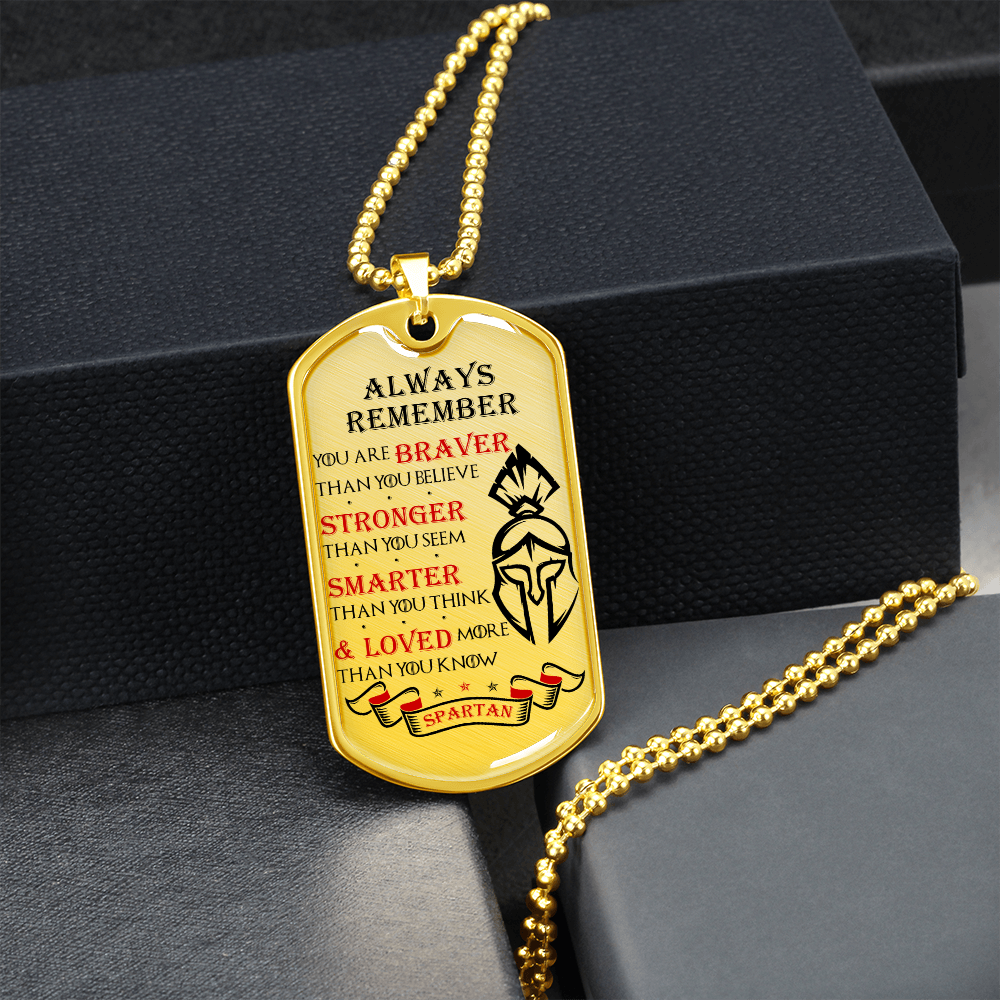 ALWAYS
REMEMBER
YOU ARE BRAVER
THAN YOU BELIEVE
STRONGER
THAN YOU SEEM
SMARTER
THAN YOU THINK
& LOVED MORE
THAN YOU KNOW
SPARTAN